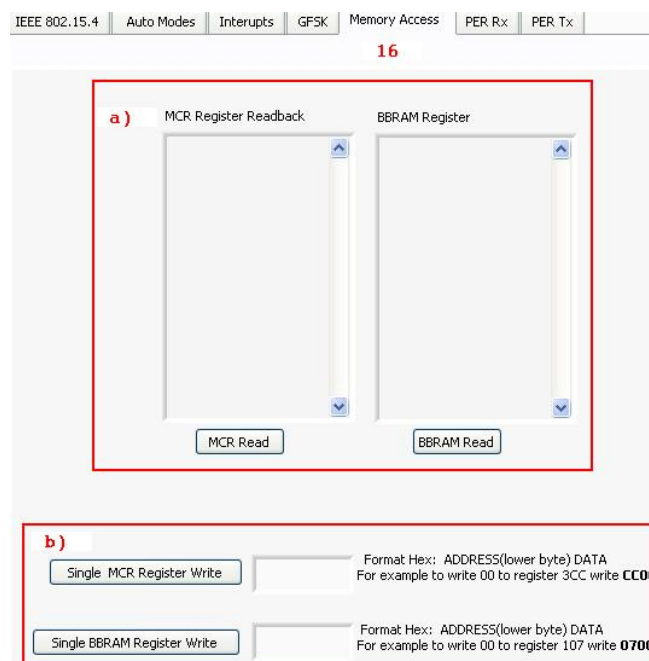 IEEE 802.15.4 Auto Modes Interupts GFSK Memory Access PER Rx PER Tx
16
a) MCR Register Readback BBRAM Register
MCR Read BBRAM Read
b)
Single MCR Register Write Format Hex: ADDRESS(lower byte) DATA
For example to write 00 to register 3CC write CC0
Single BBRAM Register Write Format Hex: ADDRESS(lower byte) DATA
For example to write 00 to register 107 write 0700